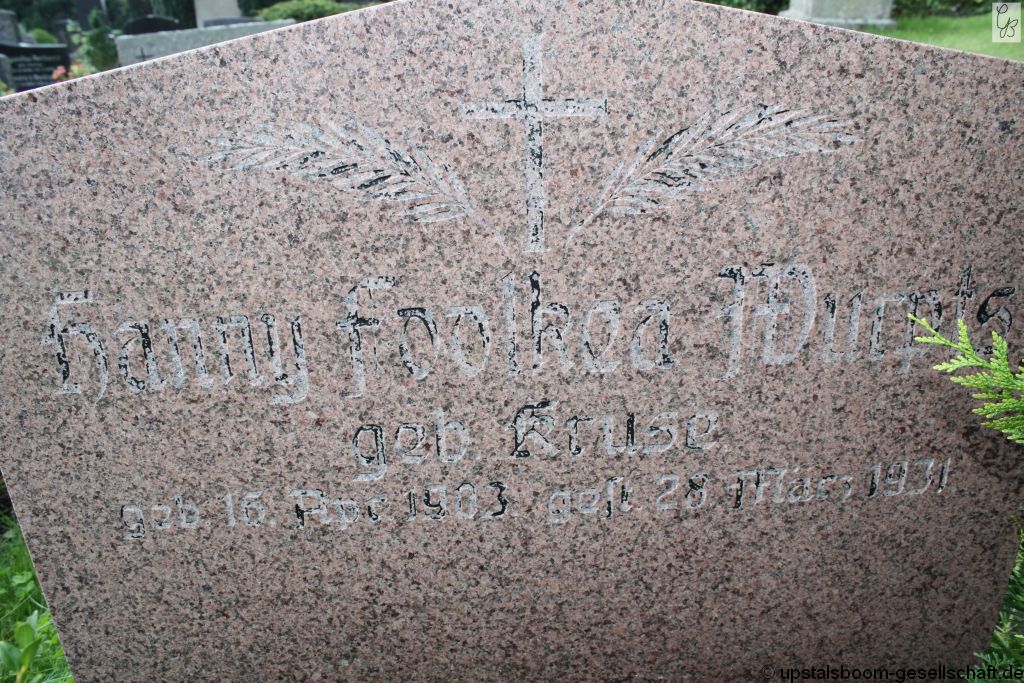 Hanny Foolkea Wurpts
geb. Kruse.
geb. 16. Apr. 1903 gest. 28 März 1931.
© upstalsboom-gesellschaft.de